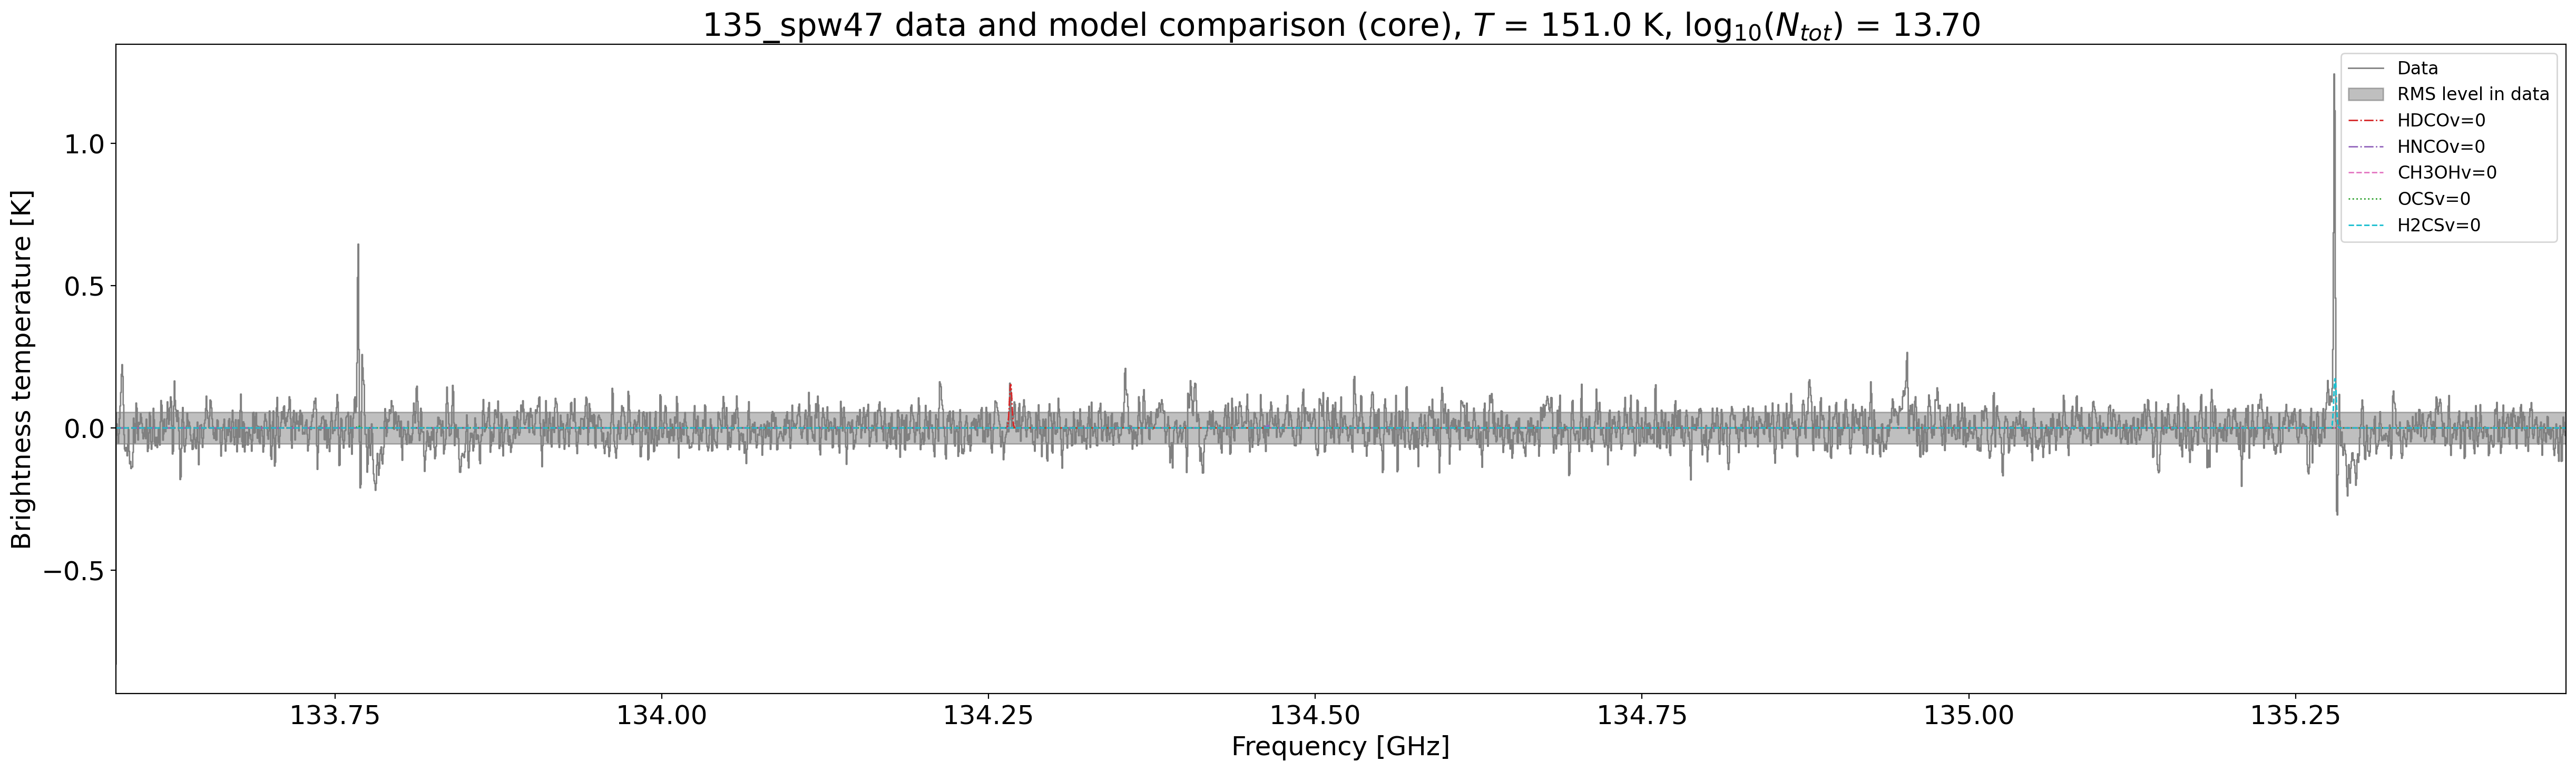 135_spw47 data and model comparison (core), T = 151.0 K, log₁₀(Nₜₒₜ) = 13.70
Data
RMS level in data
HDCOv=0
HNCOv=0
CH3OHv=0
OCSv=0
H2CSv=0
Brightness temperature [K]
1.0
0.5
0.0
−0.5
133.75 134.00 134.25 134.50 134.75 135.00 135.25
Frequency [GHz]